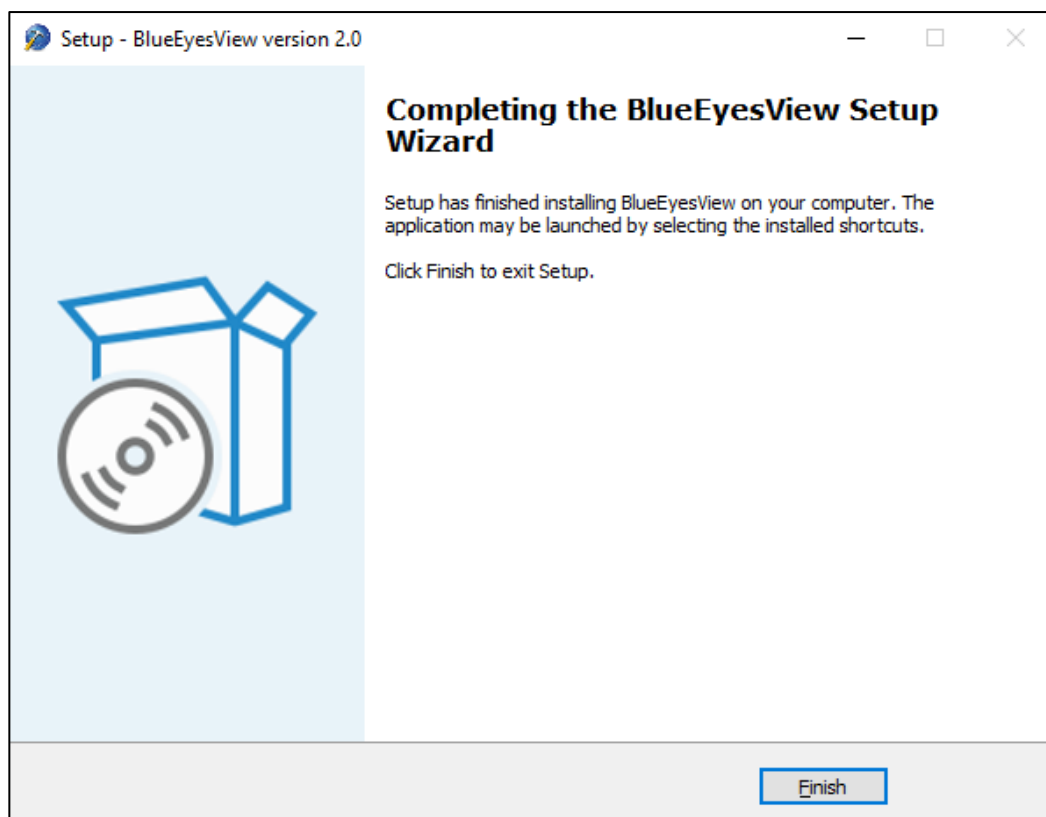 Setup - BlueEyesView version 2.0
Completing the BlueEyesView Setup
Wizard
Setup has finished installing BlueEyesView on your computer. The
application may be launched by selecting the installed shortcuts.
Click Finish to exit Setup.
Finish